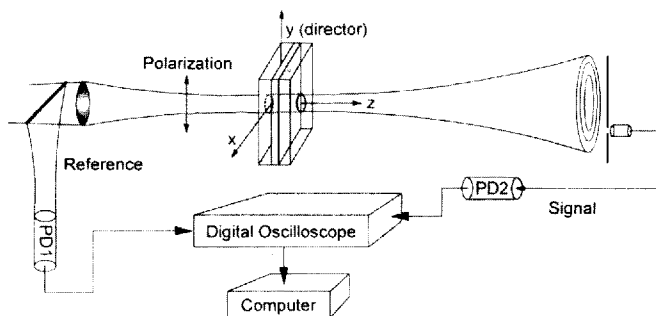 y (director)
Polarization
z
x
Reference
PD1
PD2
Signal
Digital Oscilloscope
Computer